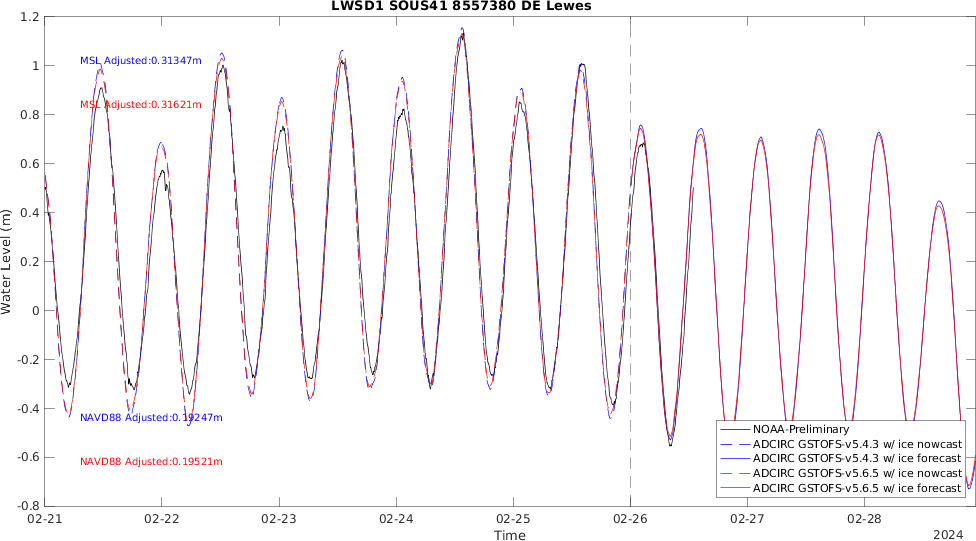 LWSD1 SOUS41 8557380 DE Lewes
1.2
1
0.8
0.6
0.4
0.2
0
-0.2
-0.4
-0.6
-0.8
Water Level (m)
MSL Adjusted:0.31347m
MSL Adjusted:0.31621m
NAVD88 Adjusted:0.19247m
NAVD88 Adjusted:0.19521m
NOAA-Preliminary
ADCIRC GSTOFS-v5.4.3 w/ ice nowcast
ADCIRC GSTOFS-v5.4.3 w/ ice forecast
ADCIRC GSTOFS-v5.6.5 w/ ice nowcast
ADCIRC GSTOFS-v5.6.5 w/ ice forecast
02-21 02-22 02-23 02-24 02-25 02-26 02-27 02-28
Time
2024